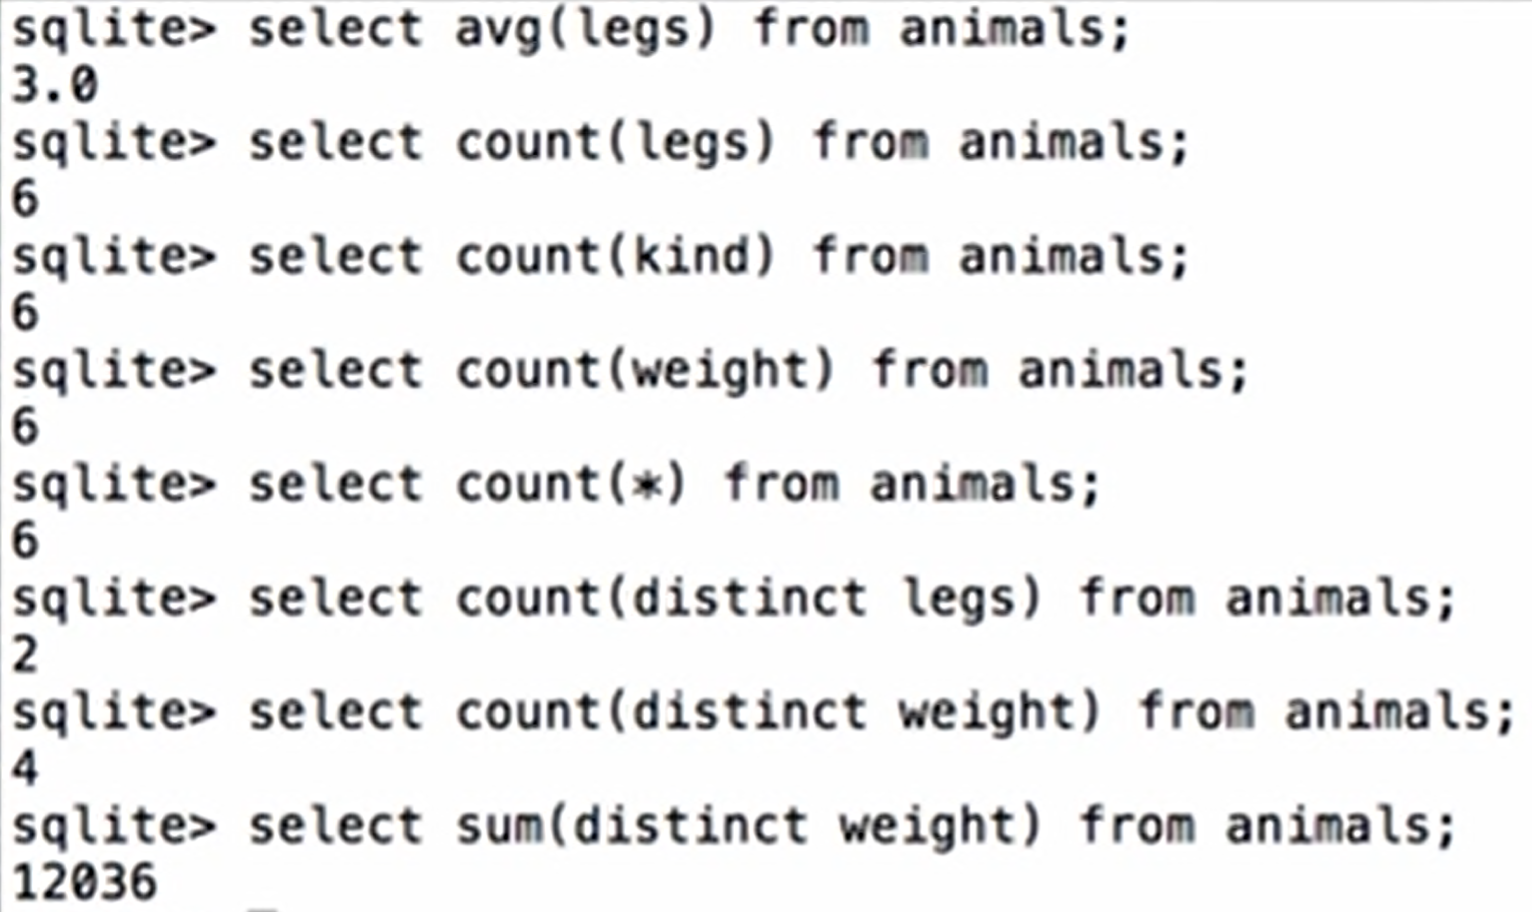 sqlite> select avg(legs) from animals;
3.0
sqlite> select count(legs) from animals;
6
sqlite> select count(kind) from animals;
6
sqlite> select count(weight) from animals;
6
sqlite> select count(*) from animals;
6
sqlite> select count(distinct legs) from animals;
2
sqlite> select count(distinct weight) from animals;
4
sqlite> select sum(distinct weight) from animals;
12036